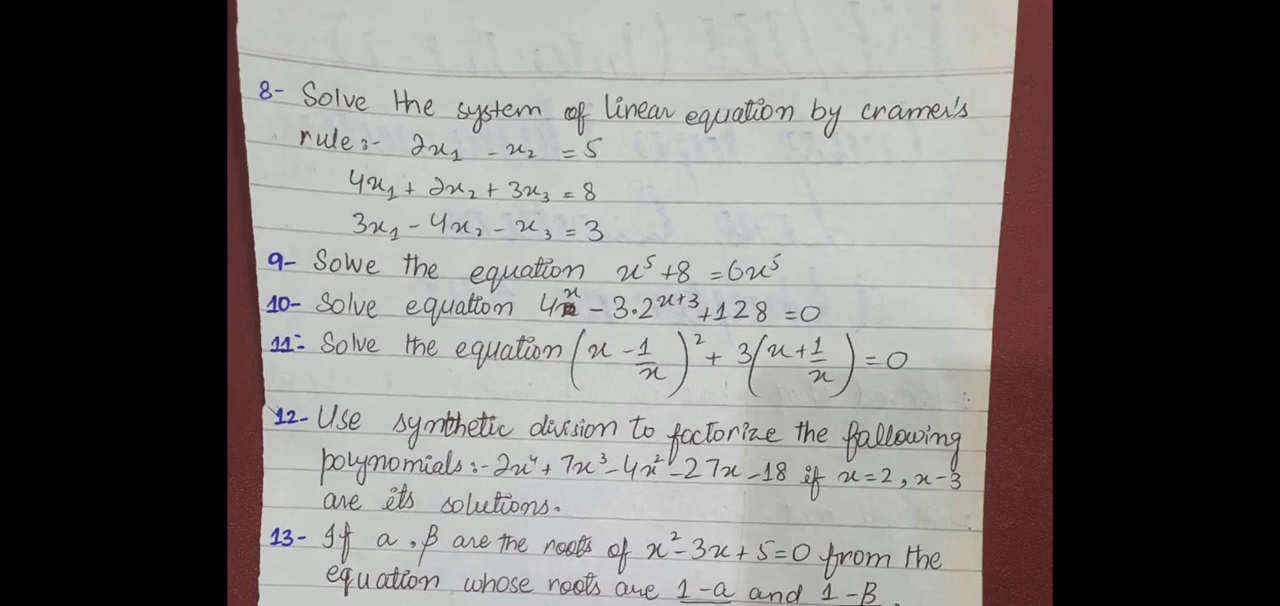 8- Solve the system of linear equation by cramer's
rule:- 2x₁ - x₂ = 5
4x₁ + 2x₂ + 3x₃ = 8
3x₁ - 4x₂ - x₃ = 3
9- Solve the equation x⁵ + 8 = 6x⁵
10- Solve equation 4ˣ - 3·2ˣ⁺³ + 128 = 0
11- Solve the equation (x - 1/x)² + 3(x + 1/x) = 0
12- Use synthetic division to factorize the fallowing
polynomials:- 2x⁴ + 7x³ - 4x² - 27x - 18 if x = 2, x - 3
are its solutions.
13- If a, β are the roots of x² - 3x + 5 = 0 from the
equation whose roots are 1-a and 1-β.